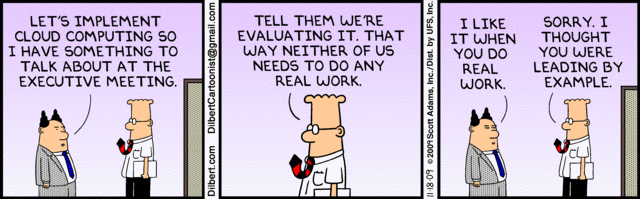 LET'S IMPLEMENT
CLOUD COMPUTING SO
I HAVE SOMETHING TO
TALK ABOUT AT THE
EXECUTIVE MEETING.
Dilbert.com DilbertCartoonist@gmail.com
TELL THEM WE'RE
EVALUATING IT. THAT
WAY NEITHER OF US
NEEDS TO DO ANY
REAL WORK.
11-18-09 ©2009 Scott Adams, Inc./Dist. by UFS, Inc.
I LIKE
IT WHEN
YOU DO
REAL
WORK.
SORRY. I
THOUGHT
YOU WERE
LEADING BY
EXAMPLE.